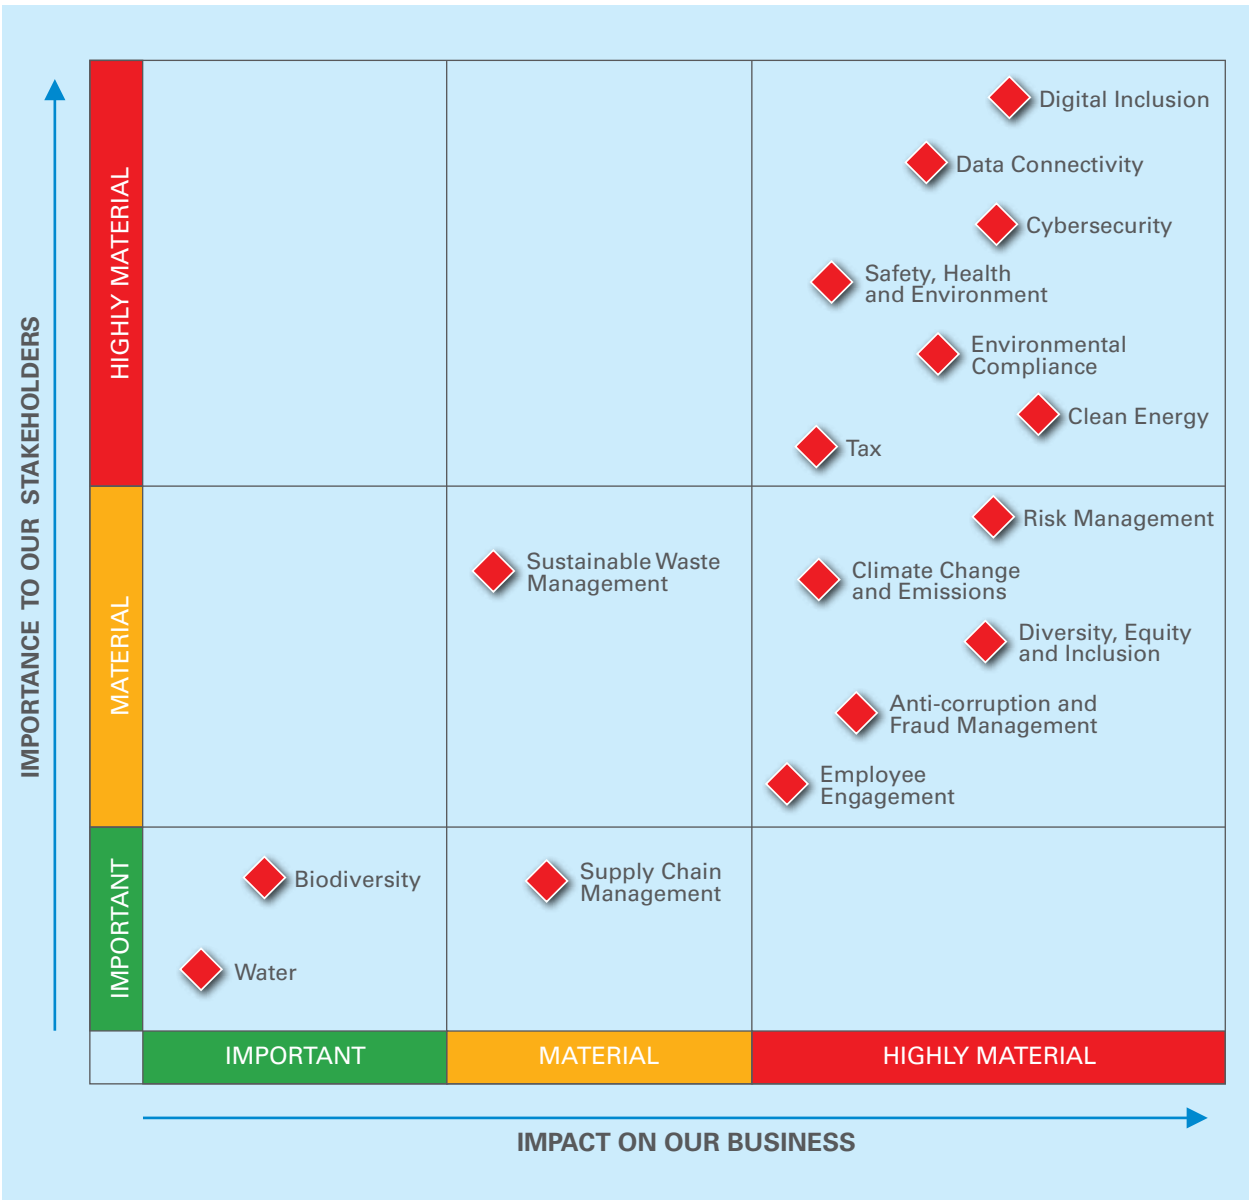 IMPORTANCE TO OUR STAKEHOLDERS
HIGHLY MATERIAL
Digital Inclusion
Data Connectivity
Cybersecurity
Safety, Health
and Environment
Environmental
Compliance
Clean Energy
Tax
MATERIAL
Risk Management
Sustainable Waste
Management
Climate Change
and Emissions
Diversity, Equity
and Inclusion
Anti-corruption and
Fraud Management
Employee
Engagement
IMPORTANT
Biodiversity
Supply Chain
Management
Water
IMPORTANT
MATERIAL
HIGHLY MATERIAL
IMPACT ON OUR BUSINESS